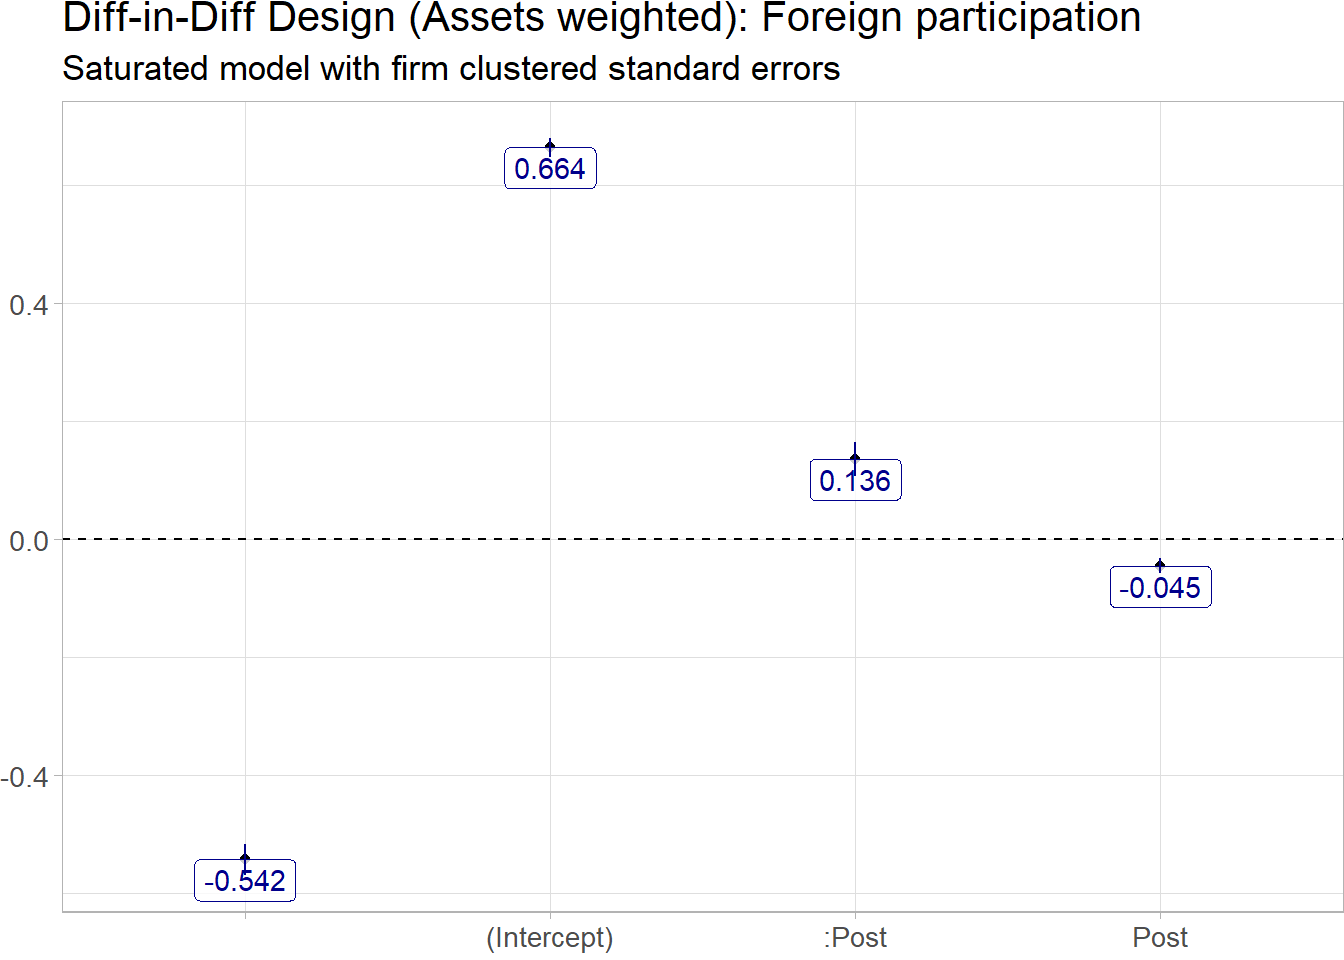 Diff-in-Diff Design (Assets weighted): Foreign participation
Saturated model with firm clustered standard errors
0.664
0.4
0.136
0.0
-0.045
-0.4
-0.542
(Intercept) :Post Post